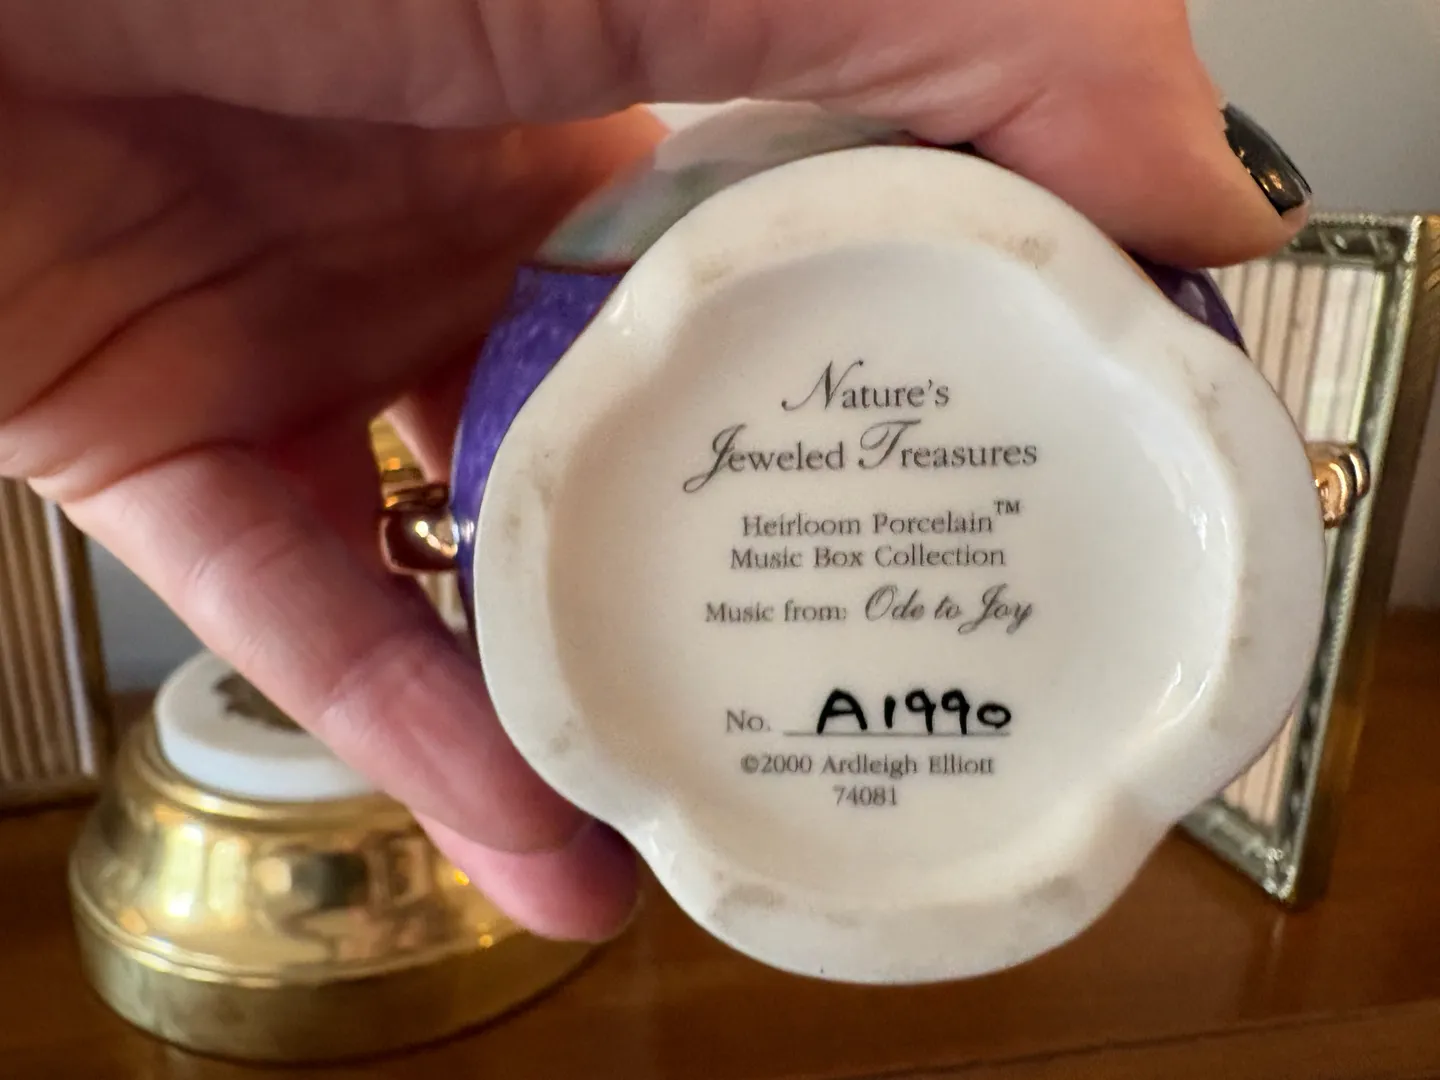 Nature's
Jeweled Treasures
Heirloom Porcelain™
Music Box Collection
Music from: Ode to Joy
No. A1990
©2000 Ardleigh Elliott
74081